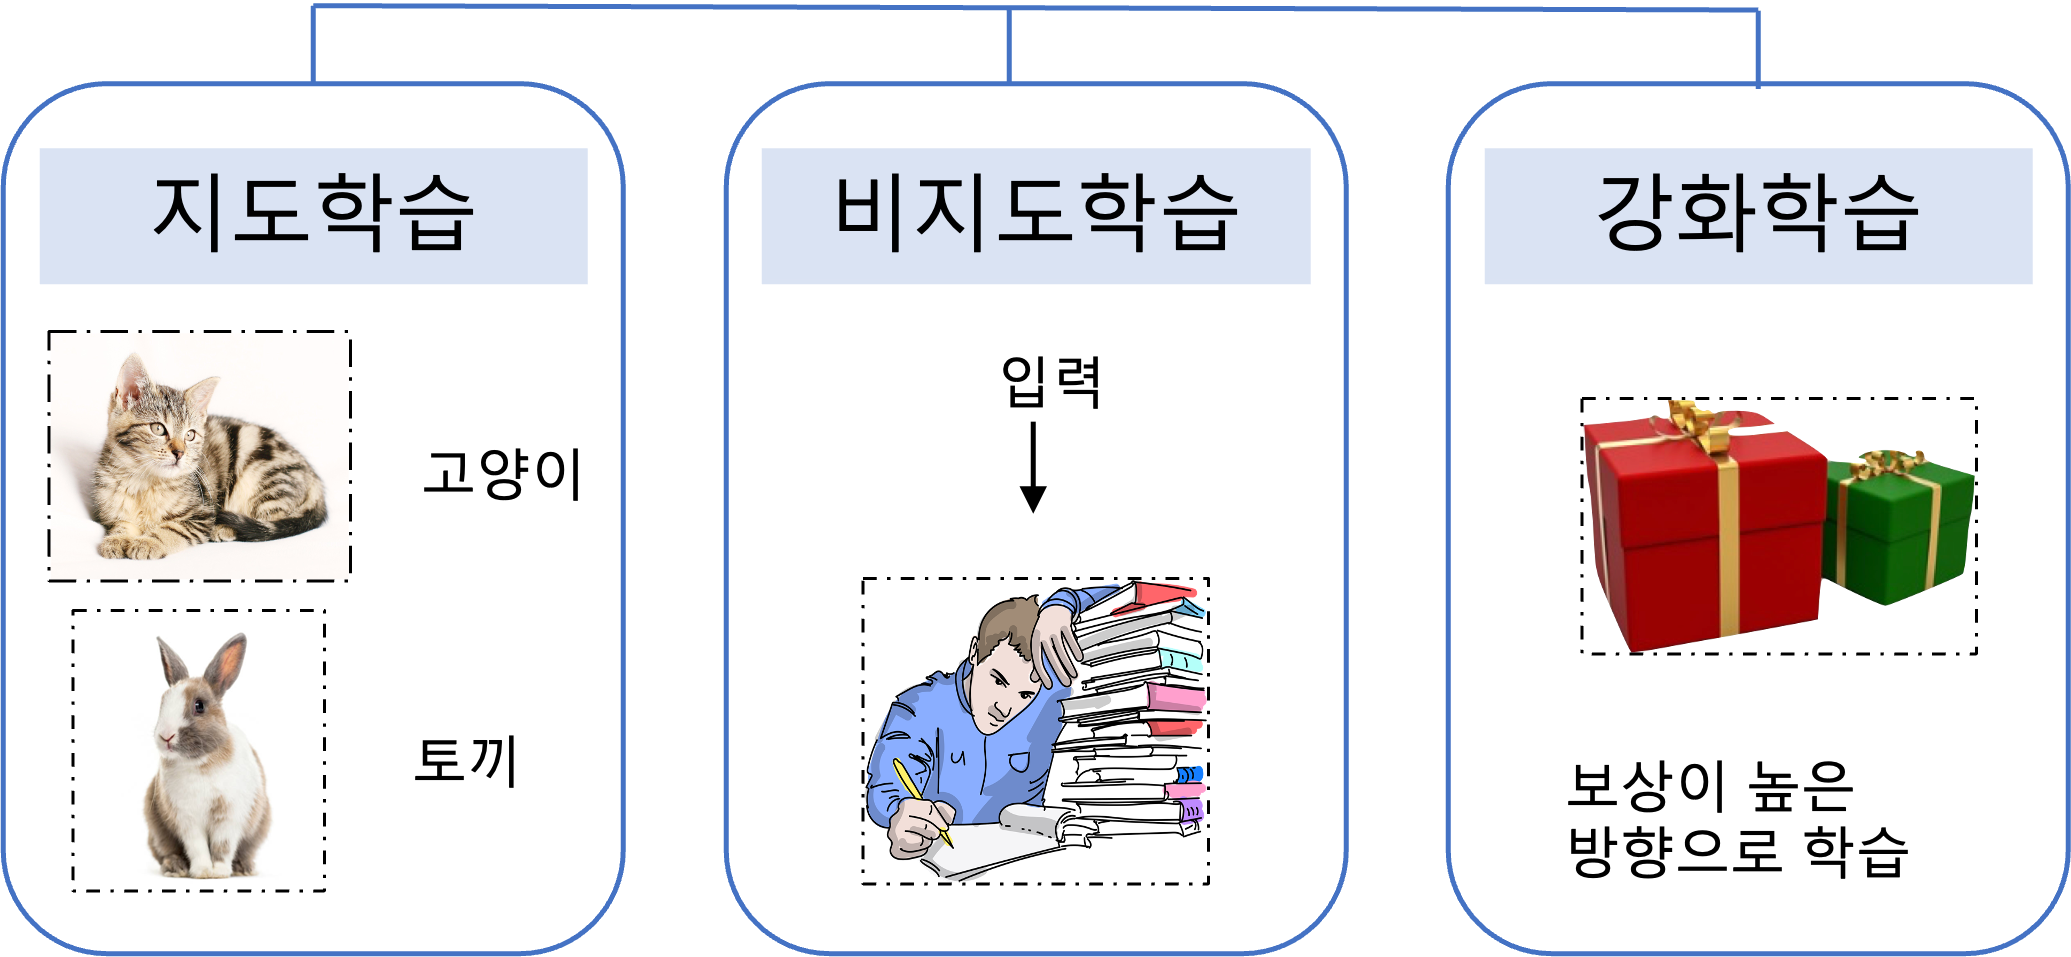 지도학습
고양이
토끼
비지도학습
입력
강화학습
보상이 높은
방향으로 학습